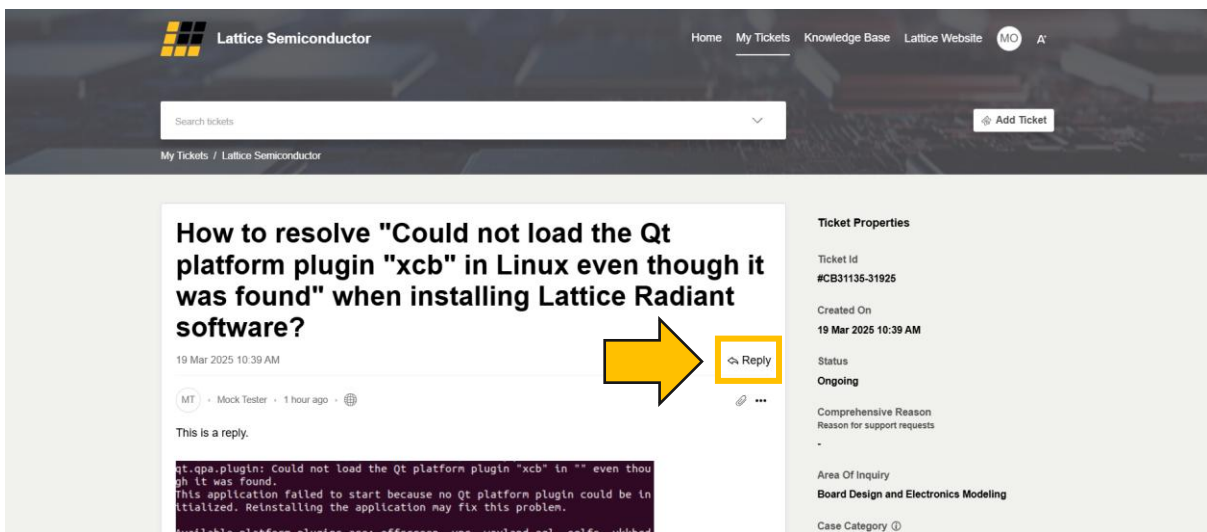 Lattice Semiconductor
Home My Tickets Knowledge Base Lattice Website MO A+
Search tickets
Add Ticket
My Tickets / Lattice Semiconductor
How to resolve "Could not load the Qt
platform plugin "xcb" in Linux even though it
was found" when installing Lattice Radiant
software?
19 Mar 2025 10:39 AM
Reply
MT • Mock Tester • 1 hour ago •
This is a reply.
qt.qpa.plugin: Could not load the Qt platform plugin "xcb" in "" even thou
gh it was found.
This application failed to start because no Qt platform plugin could be in
itialized. Reinstalling the application may fix this problem.
Ticket Properties
Ticket Id
#CB31135-31925
Created On
19 Mar 2025 10:39 AM
Status
Ongoing
Comprehensive Reason
Reason for support requests
-
Area Of Inquiry
Board Design and Electronics Modeling
Case Category